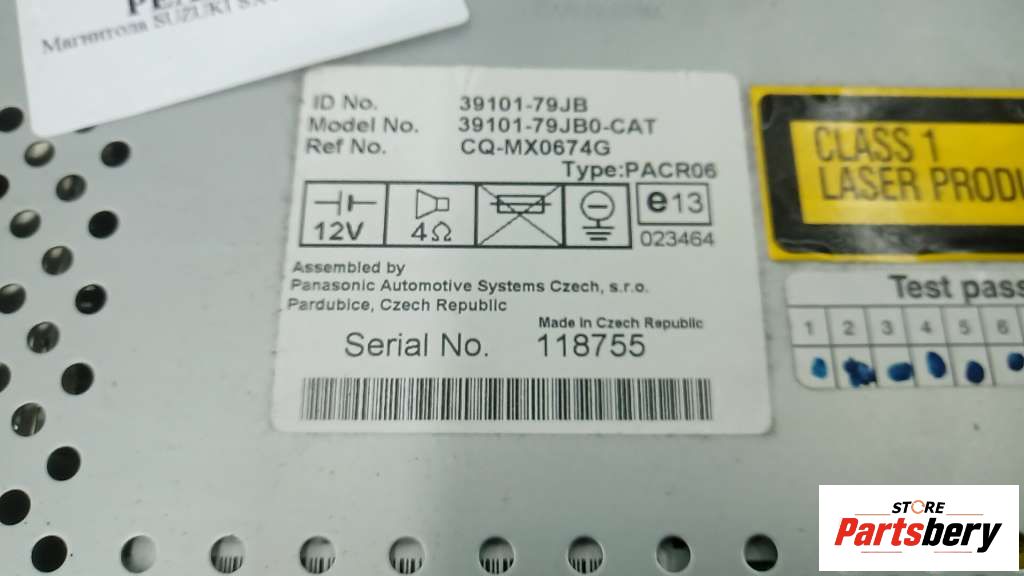 Магнитола SUZUKI
ID No. 39101-79JB
Model No. 39101-79JB0-CAT
Ref No. CQ-MX0674G
Type:PACR06
12V 4Ω e13
023464
Assembled by
Panasonic Automotive Systems Czech, s.r.o.
Pardubice, Czech Republic
Made in Czech Republic
Serial No. 118755
CLASS 1
LASER PRODU
Test pass
1 2 3 4 5 6
STORE
Partsbery